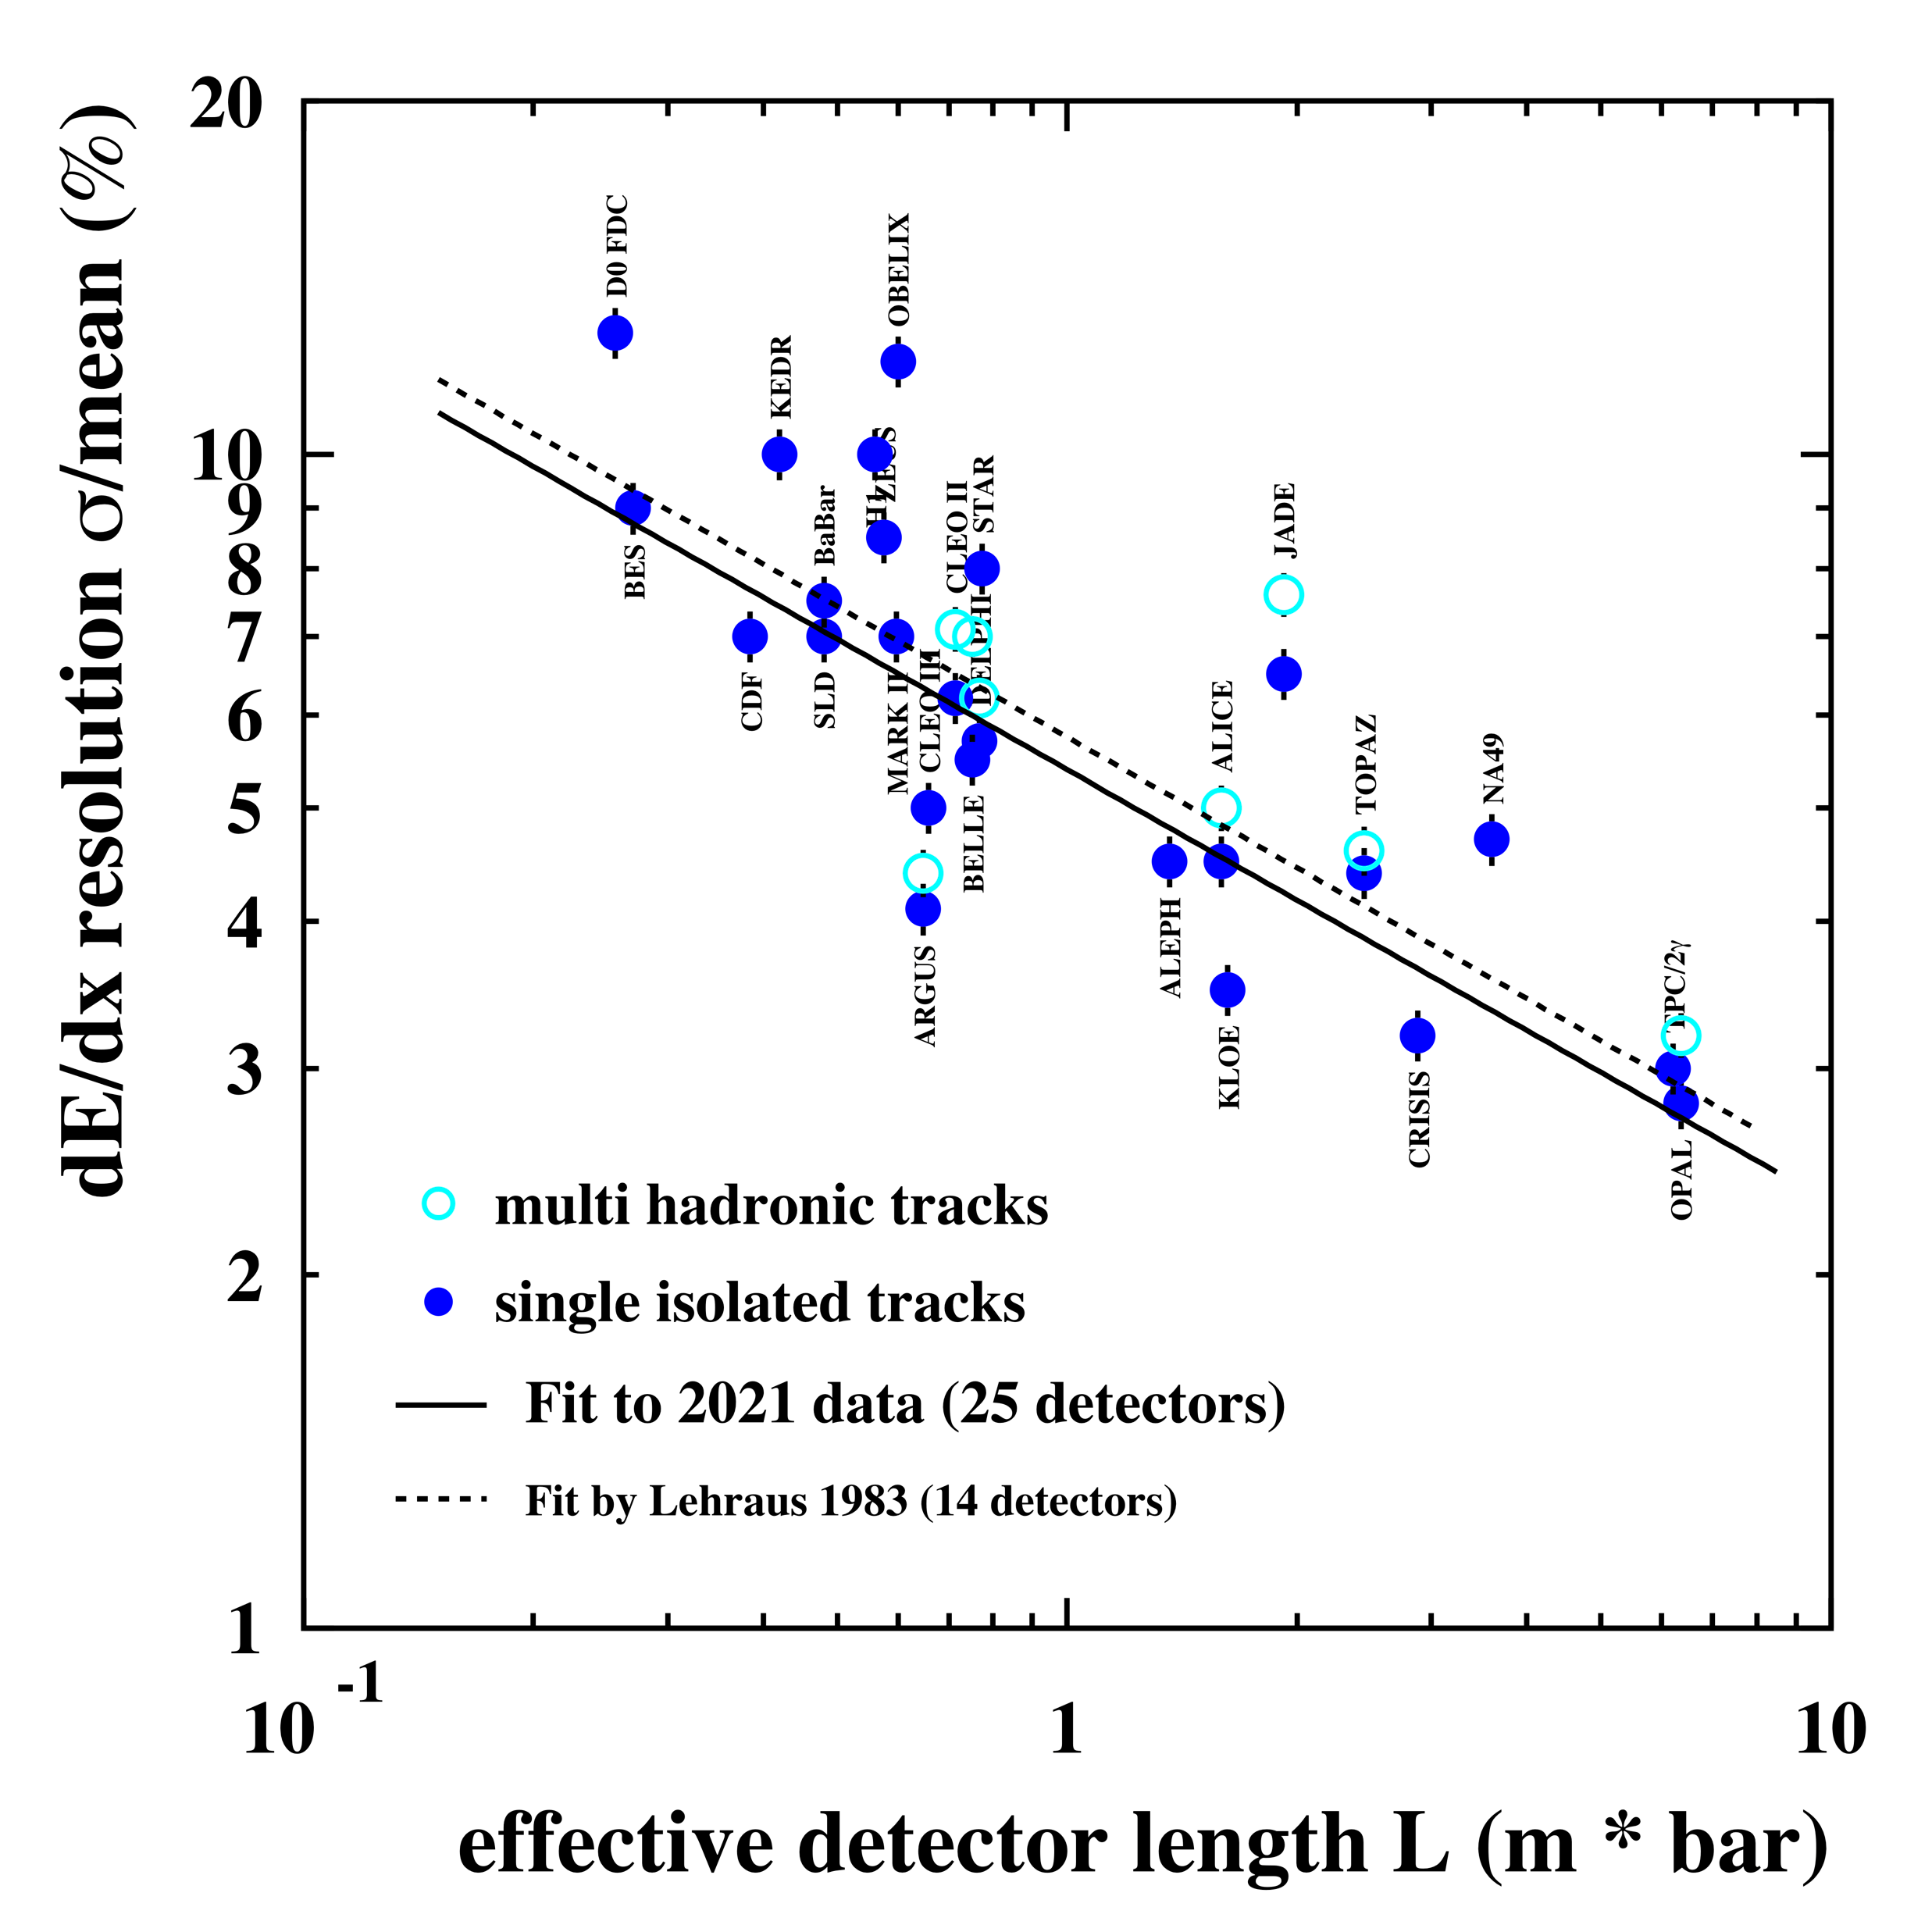 dE/dx resolution σ/mean (%)
20
10
9
8
7
6
5
4
3
2
1
D0 FDC
OBELIX
KEDR
ZEUS
H1
STAR
CLEO II
BaBar
JADE
BES
DELPHI
CDF
SLD
MARK II
CLEO III
ALICE
TOPAZ
NA49
BELLE
ALEPH
ARGUS
TPC/2γ
KLOE
CRISIS
OPAL
multi hadronic tracks
single isolated tracks
Fit to 2021 data (25 detectors)
Fit by Lehraus 1983 (14 detectors)
10 -1
1
10
effective detector length L (m * bar)